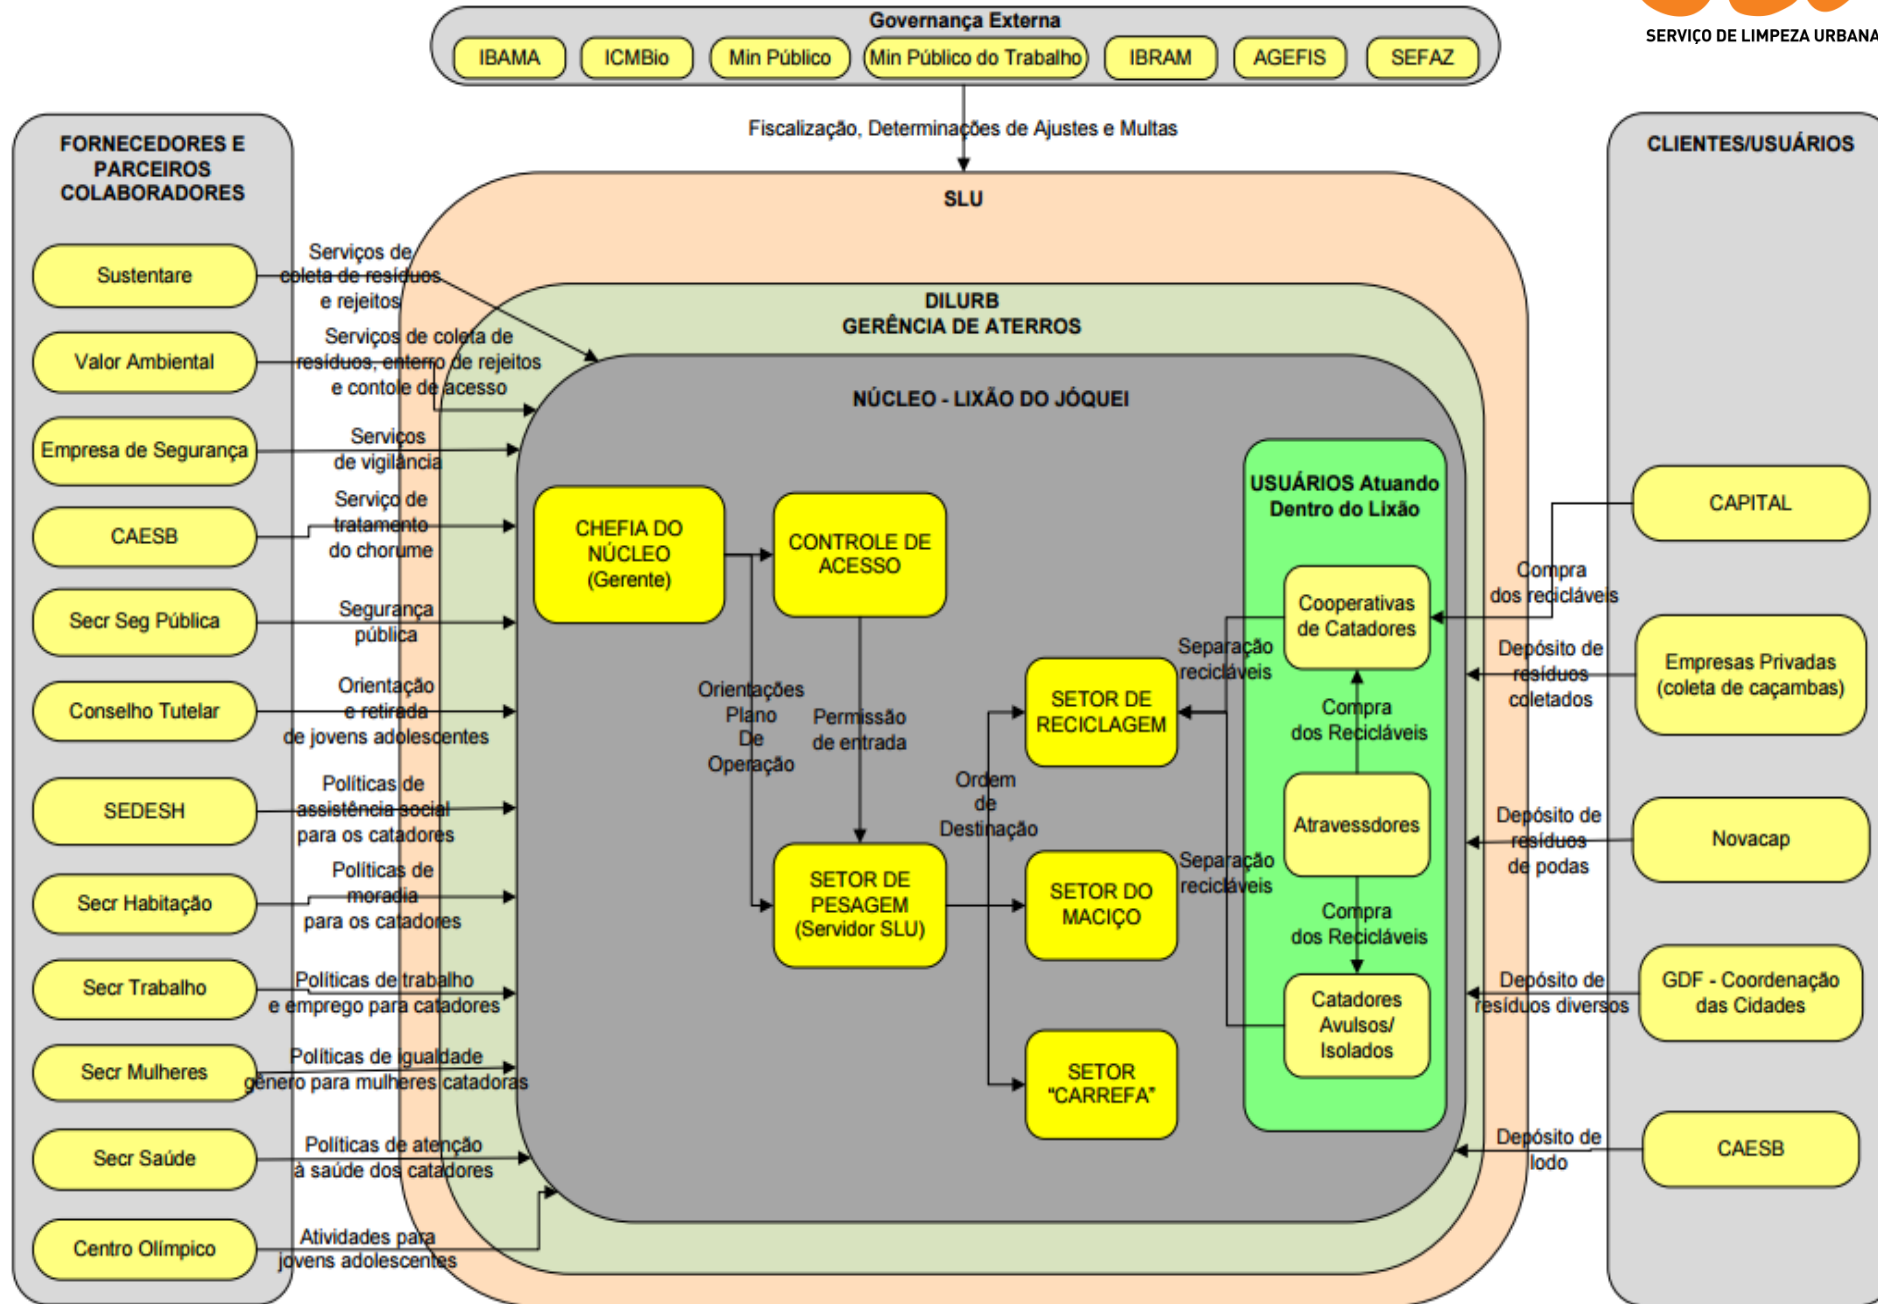 Governança Externa
IBAMA
ICMBio
Min Público
Min Público do Trabalho
IBRAM
AGEFIS
SEFAZ
SERVIÇO DE LIMPEZA URBANA
Fiscalização, Determinações de Ajustes e Multas
FORNECEDORES E
PARCEIROS
COLABORADORES
Sustentare
Valor Ambiental
Empresa de Segurança
CAESB
Secr Seg Pública
Conselho Tutelar
SEDESH
Secr Habitação
Secr Trabalho
Secr Mulheres
Secr Saúde
Centro Olímpico
Serviços de
coleta de resíduos
e rejeitos
Serviços de coleta de
resíduos, enterro de rejeitos
e contole de acesso
Serviços
de vigilância
Serviço de
tratamento
do chorume
Segurança
pública
Orientação
e retirada
de jovens adolescentes
Políticas de
assistência social
para os catadores
Políticas de
moradia
para os catadores
Políticas de trabalho
e emprego para catadores
Políticas de igualdade
gênero para mulheres catadoras
Políticas de atenção
à saúde dos catadores
Atividades para
jovens adolescentes
SLU
DILURB
GERÊNCIA DE ATERROS
NÚCLEO - LIXÃO DO JÓQUEI
CHEFIA DO
NÚCLEO
(Gerente)
CONTROLE DE
ACESSO
Orientações
Plano
De
Operação
Permissão
de entrada
SETOR DE
PESAGEM
(Servidor SLU)
Ordem
de
Destinação
SETOR DE
RECICLAGEM
SETOR DO
MACIÇO
SETOR
"CARREFA"
Separação
recicláveis
Separação
recicláveis
USUÁRIOS Atuando
Dentro do Lixão
Cooperativas
de Catadores
Compra
dos Recicláveis
Atravessdores
Compra
dos Recicláveis
Catadores
Avulsos/
Isolados
Compra
dos recicláveis
Depósito de
resíduos
coletados
Depósito de
resíduos
de podas
Depósito de
resíduos diversos
Depósito de
lodo
CLIENTES/USUÁRIOS
CAPITAL
Empresas Privadas
(coleta de caçambas)
Novacap
GDF - Coordenação
das Cidades
CAESB